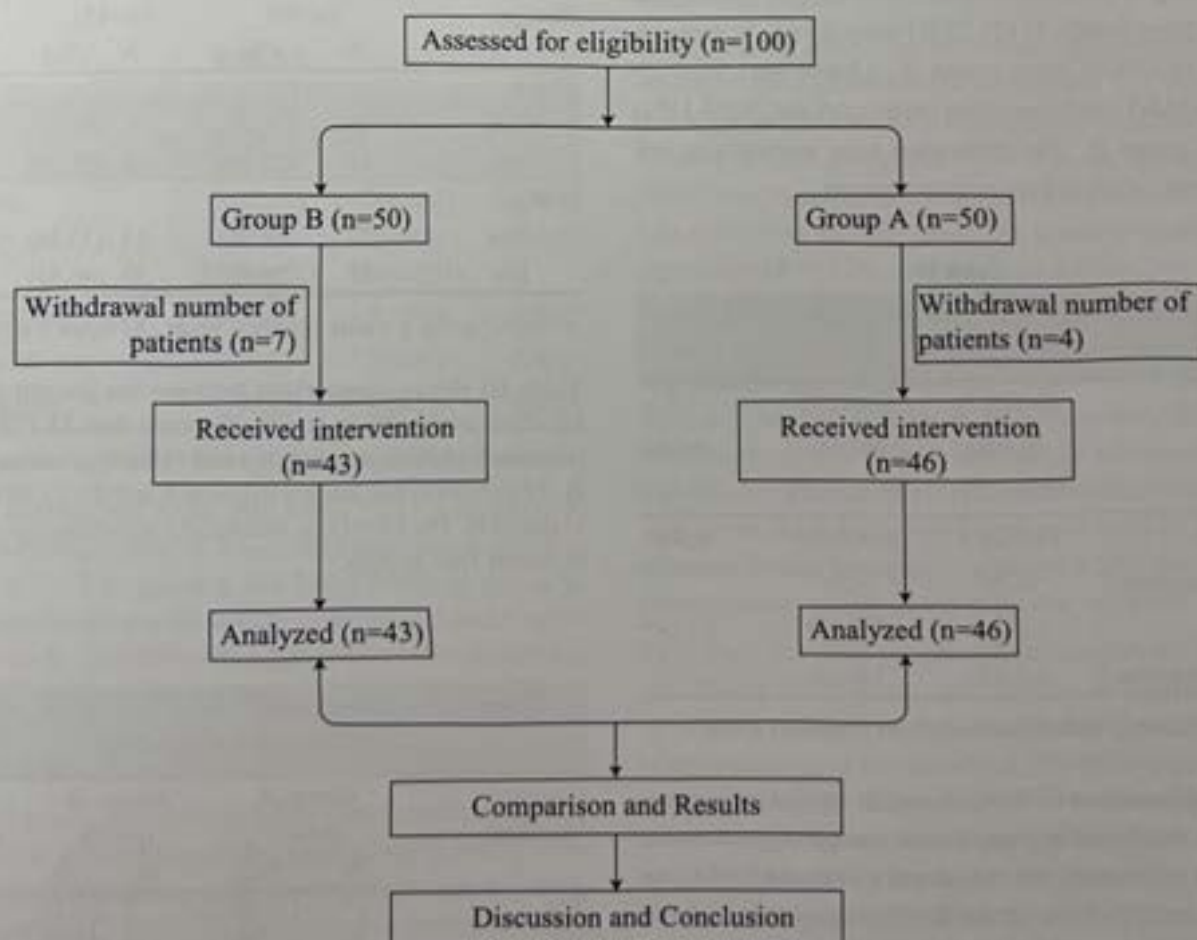 Assessed for eligibility (n=100)
Group B (n=50)
Group A (n=50)
Withdrawal number of
patients (n=7)
Withdrawal number of
patients (n=4)
Received intervention
(n=43)
Received intervention
(n=46)
Analyzed (n=43)
Analyzed (n=46)
Comparison and Results
Discussion and Conclusion